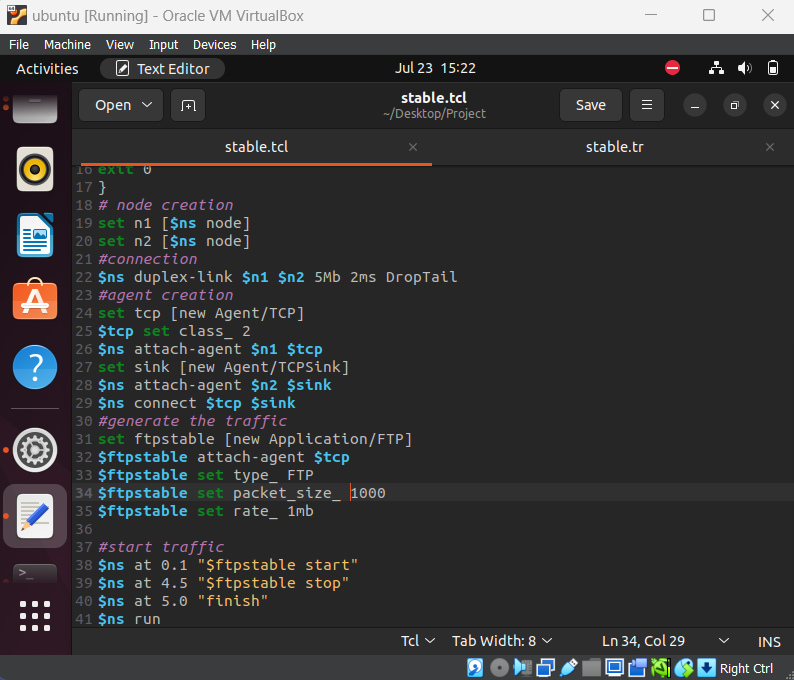 ubuntu [Running] - Oracle VM VirtualBox
File Machine View Input Devices Help
Activities Text Editor Jul 23 15:22
Open stable.tcl Save
~/Desktop/Project
stable.tcl stable.tr
16 exit 0
17 }
18 # node creation
19 set n1 [$ns node]
20 set n2 [$ns node]
21 #connection
22 $ns duplex-link $n1 $n2 5Mb 2ms DropTail
23 #agent creation
24 set tcp [new Agent/TCP]
25 $tcp set class_ 2
26 $ns attach-agent $n1 $tcp
27 set sink [new Agent/TCPSink]
28 $ns attach-agent $n2 $sink
29 $ns connect $tcp $sink
30 #generate the traffic
31 set ftpstable [new Application/FTP]
32 $ftpstable attach-agent $tcp
33 $ftpstable set type_ FTP
34 $ftpstable set packet_size_ 1000
35 $ftpstable set rate_ 1mb
36
37 #start traffic
38 $ns at 0.1 "$ftpstable start"
39 $ns at 4.5 "$ftpstable stop"
40 $ns at 5.0 "finish"
41 $ns run
Tcl Tab Width: 8 Ln 34, Col 29 INS
Right Ctrl